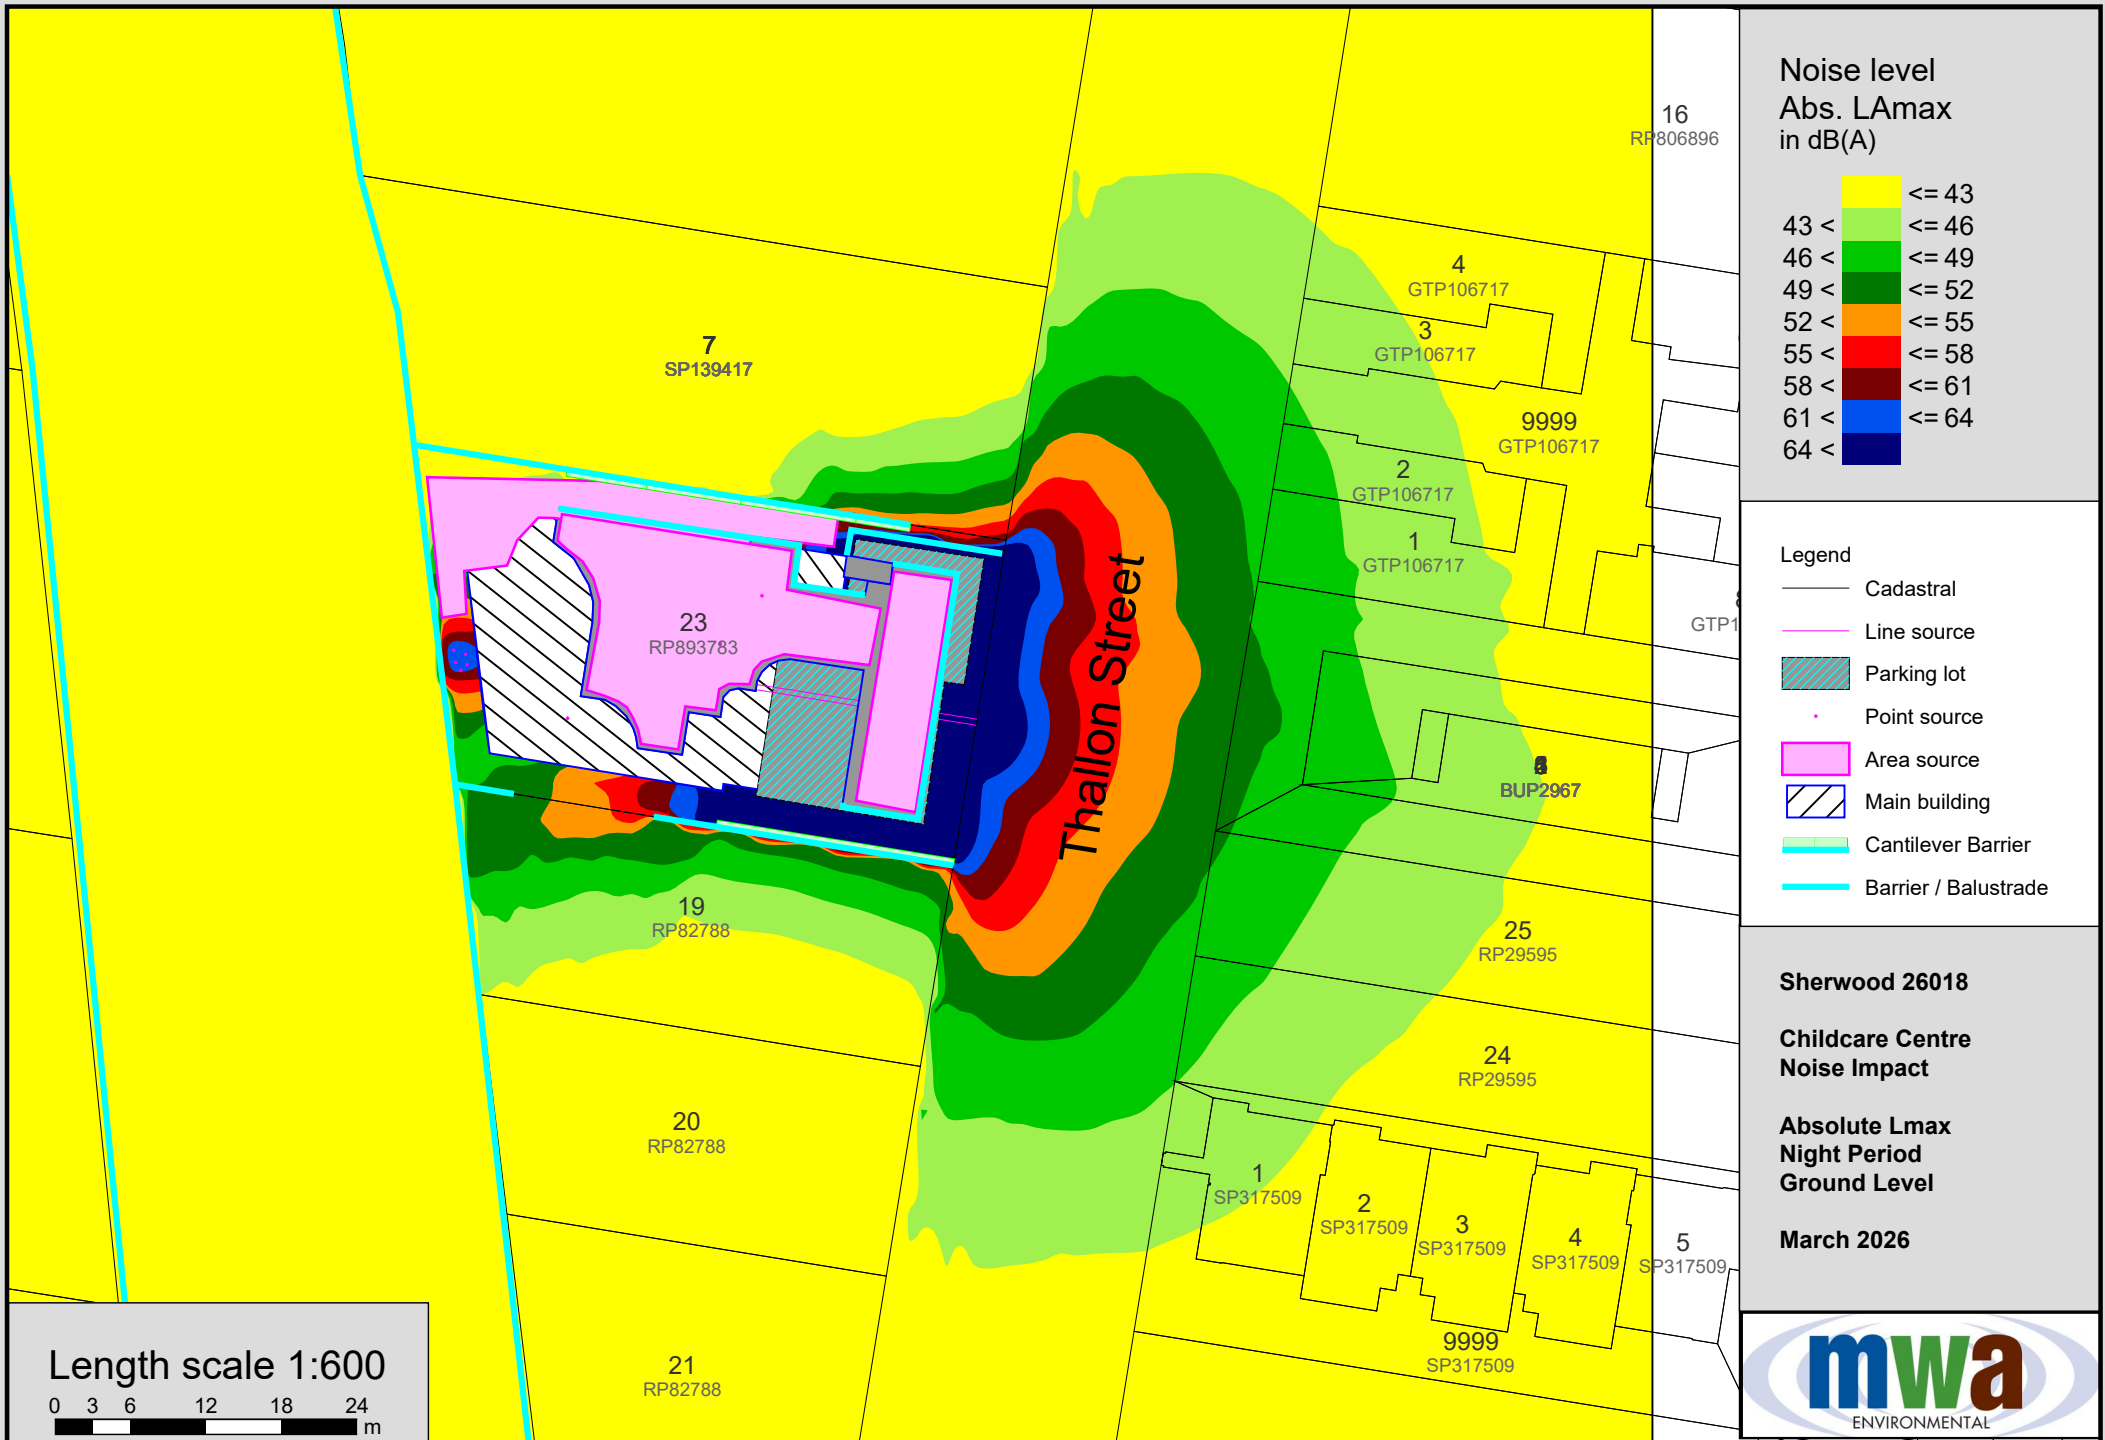 16
RP806896
4
GTP106717
3
GTP106717
7
SP139417
9999
GTP106717
2
GTP106717
1
GTP106717
GTP1
23
RP893783
Thallon Street
BUP2967
19
RP82788
25
RP29595
24
RP29595
20
RP82788
1
SP317509
2
SP317509
3
SP317509
4
SP317509
5
SP317509
9999
SP317509
21
RP82788
Length scale 1:600
0 3 6 12 18 24
m
Noise level
Abs. LAmax
in dB(A)
<= 43
43 < <= 46
46 < <= 49
49 < <= 52
52 < <= 55
55 < <= 58
58 < <= 61
61 < <= 64
64 <
Legend
Cadastral
Line source
Parking lot
Point source
Area source
Main building
Cantilever Barrier
Barrier / Balustrade
Sherwood 26018
Childcare Centre
Noise Impact
Absolute Lmax
Night Period
Ground Level
March 2026
mwa
ENVIRONMENTAL